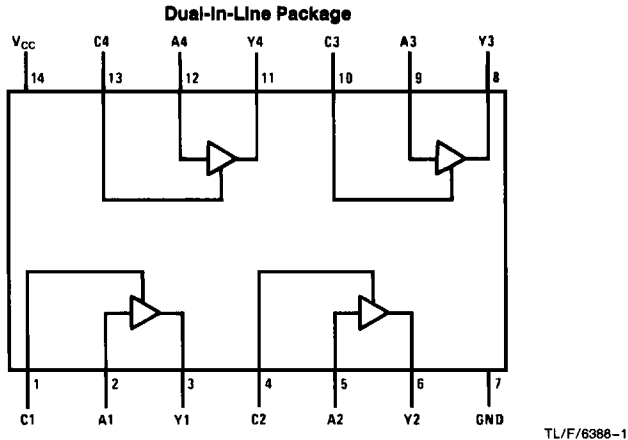 Dual-In-Line Package
VCC C4 A4 Y4 C3 A3 Y3
14 13 12 11 10 9 8
1 2 3 4 5 6 7
C1 A1 Y1 C2 A2 Y2 GND
TL/F/6388-1